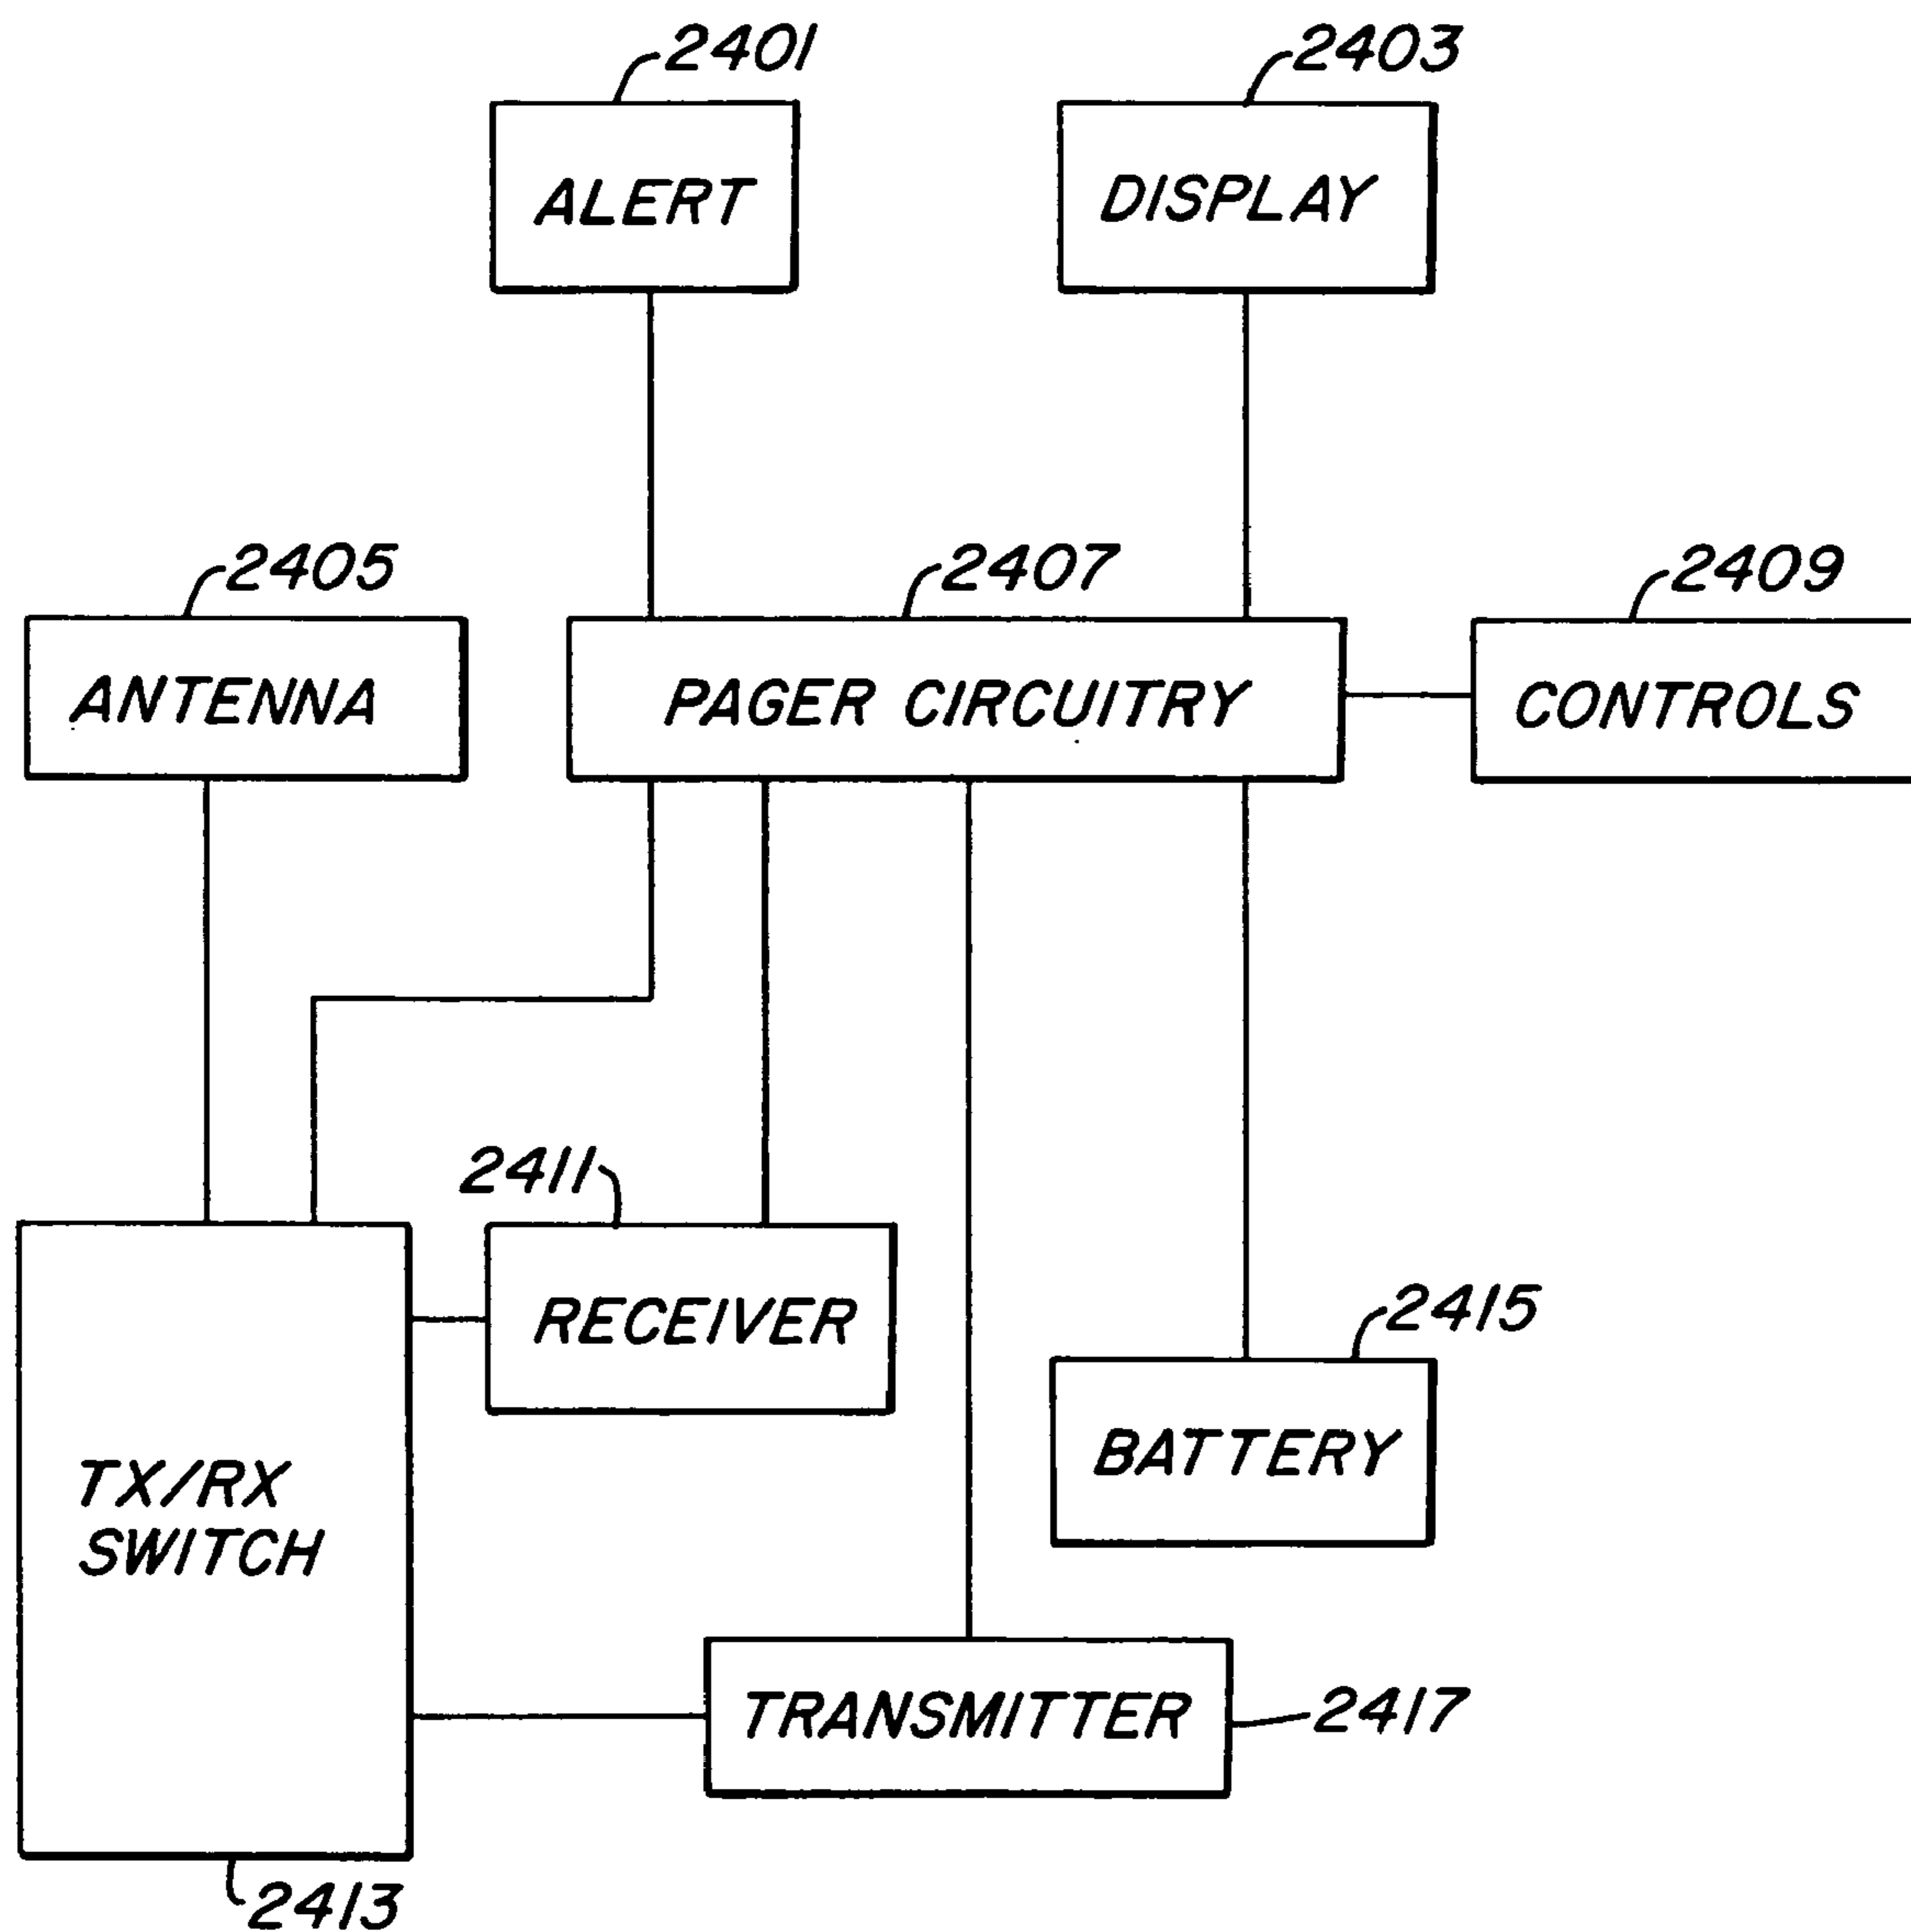 2401
2403
ALERT
DISPLAY
2405
2407
2409
ANTENNA
PAGER CIRCUITRY
CONTROLS
2411
RECEIVER
2415
TX/RX
SWITCH
BATTERY
TRANSMITTER
2417
2413